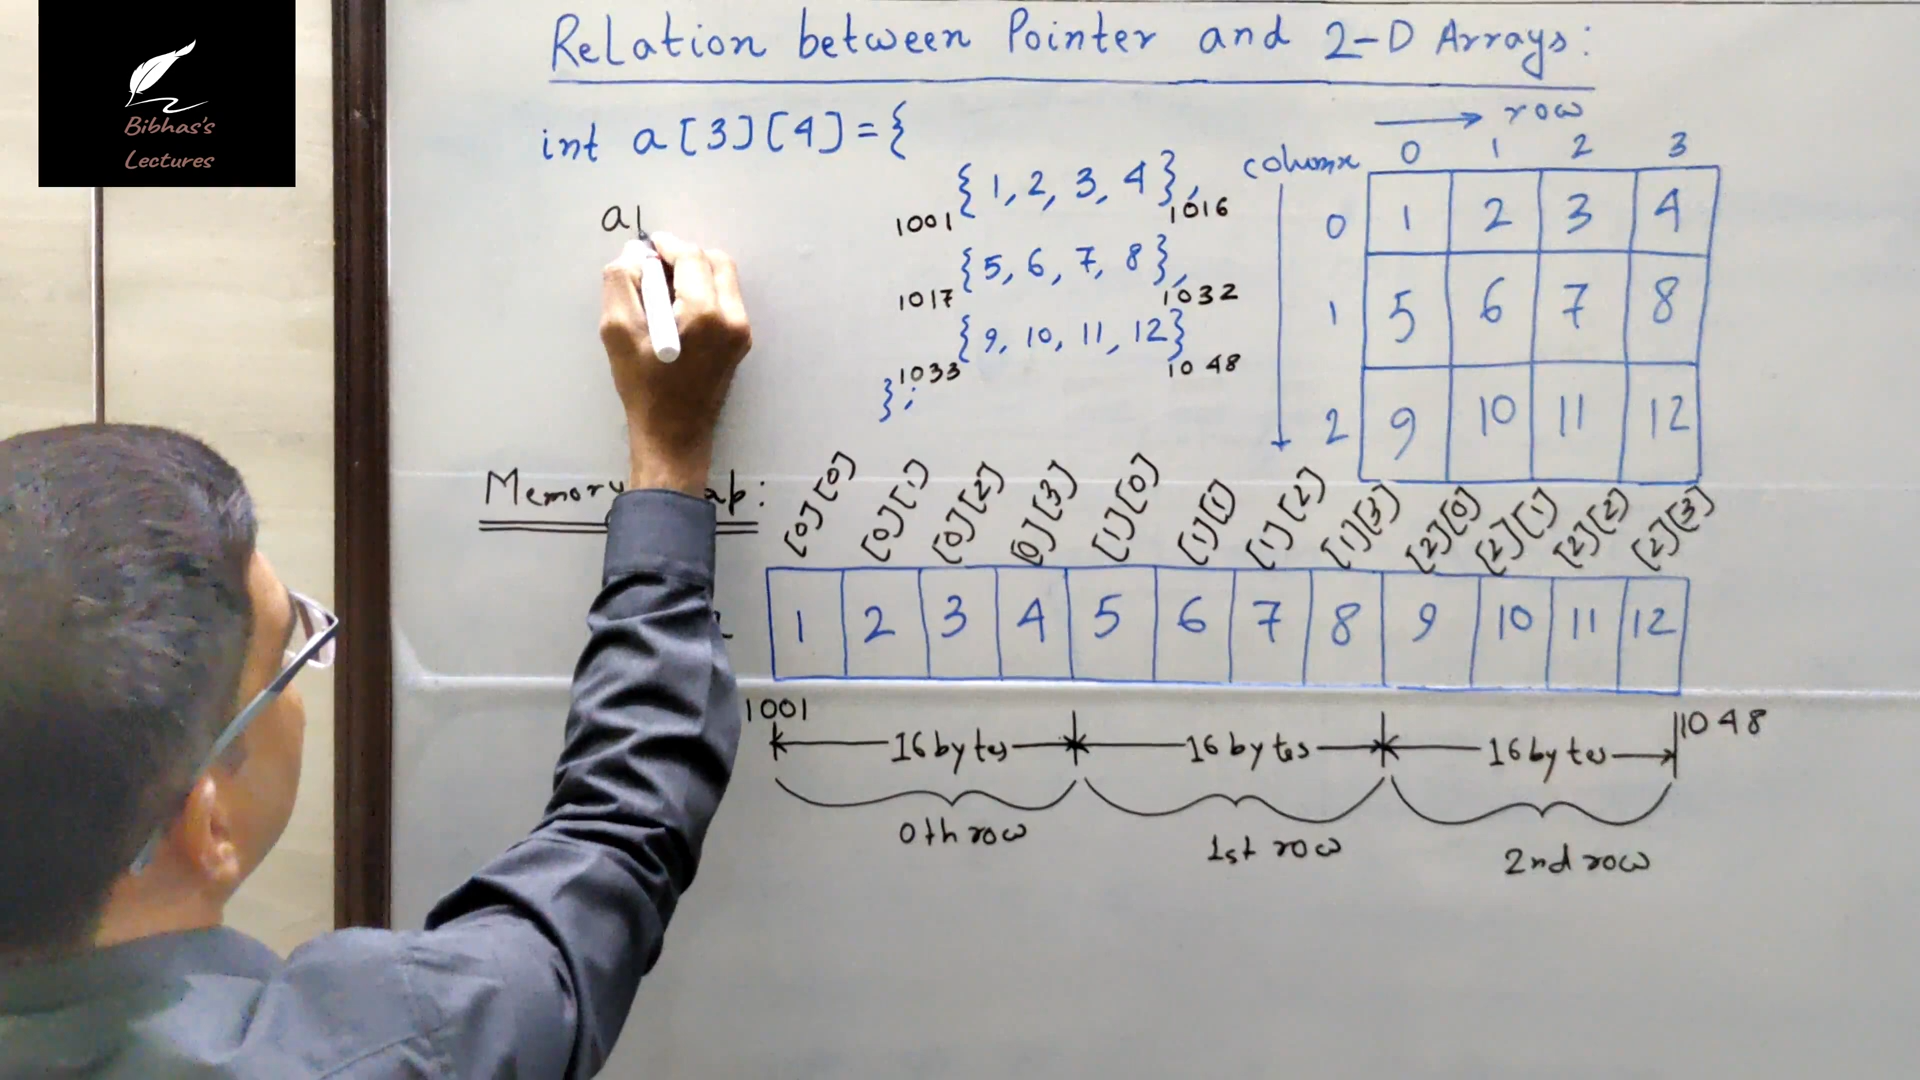 Bibhas's
Lectures
Relation between Pointer and 2-D Arrays:
int a[3][4]={
{1, 2, 3, 4},
1001 1016
{5, 6, 7, 8},
1017 1032
{9, 10, 11, 12}
1033 1048
};
a[
row
column 0 1 2 3
0 1 2 3 4
1 5 6 7 8
2 9 10 11 12
Memory
[0][0] [0][1] [0][2] [0][3] [1][0] [1][1] [1][2] [1][3] [2][0] [2][1] [2][2] [2][3]
1 2 3 4 5 6 7 8 9 10 11 12
1001 1048
16 bytes 16 bytes 16 bytes
0th row 1st row 2nd row